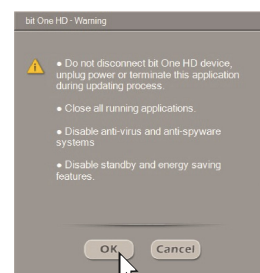 bit One HD - Warning
● Do not disconnect bit One HD device,
unplug power or terminate this application
during updating process.
● Close all running applications.
● Disable anti-virus and anti-spyware
systems
● Disable standby and energy saving
features.
OK
Cancel